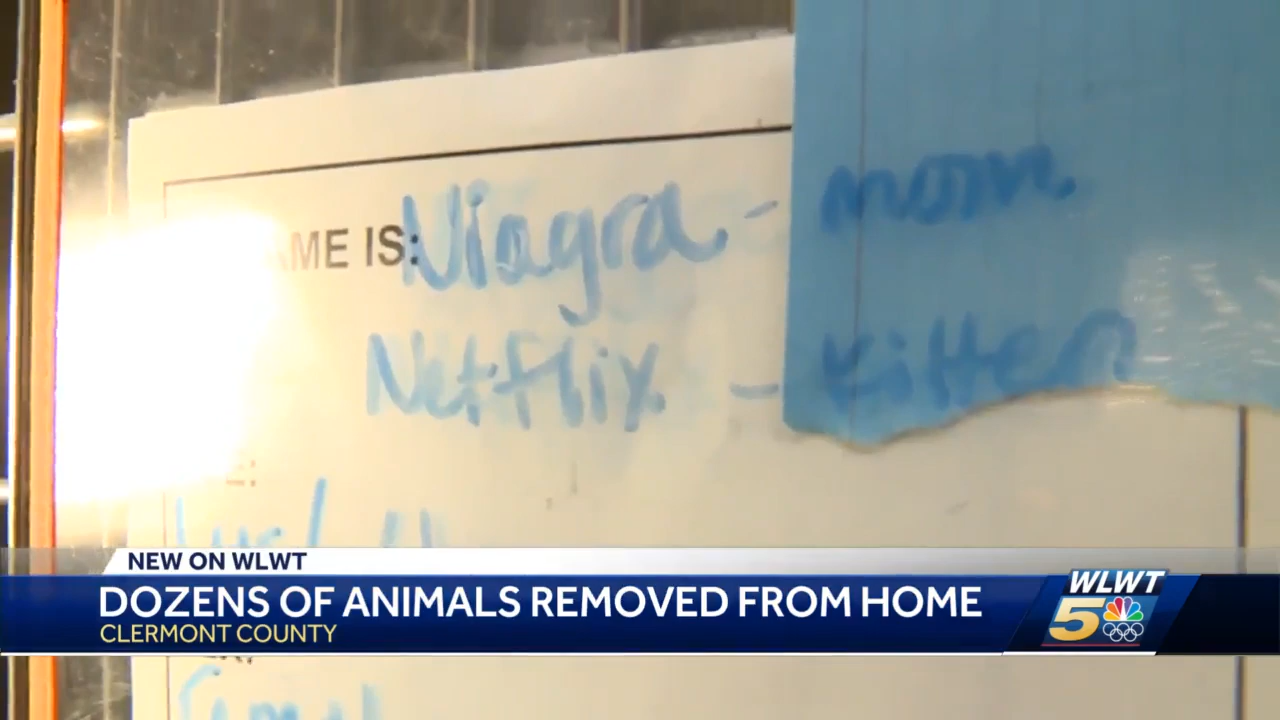 AME IS: Niagra - mom
Netflix - kitten
NEW ON WLWT
DOZENS OF ANIMALS REMOVED FROM HOME
CLERMONT COUNTY
WLWT
5